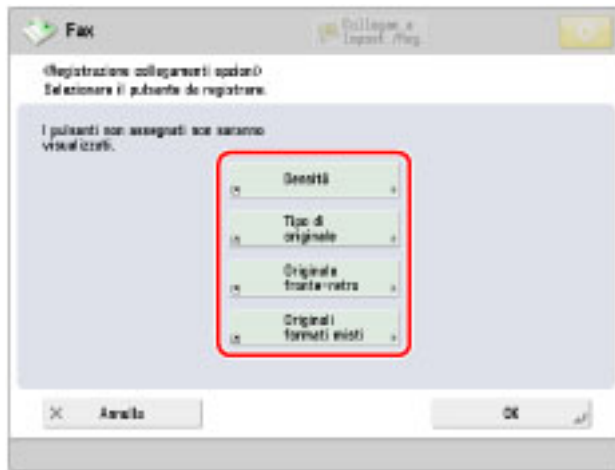 Fax
Collegam. a
Impost./Reg.
<Registrazione collegamenti opzioni>
Selezionare il pulsante da registrare.
I pulsanti non assegnati non saranno
visualizzati.
Densità
Tipo di
originale
Originale
fronte-retro
Originali
formati misti
Annulla
OK